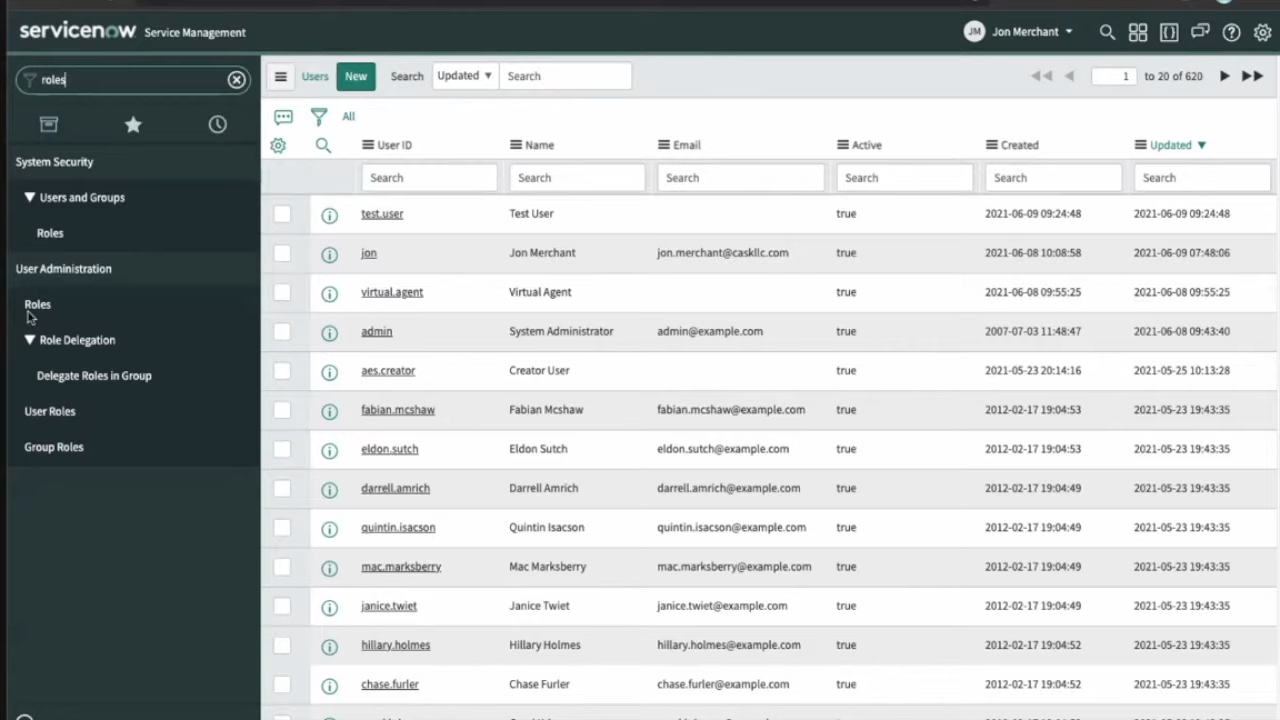 servicenow Service Management
JM Jon Merchant
roles
Users New Search Updated Search 1 to 20 of 620
All
User ID Name Email Active Created Updated
Search Search Search Search Search Search
System Security
Users and Groups
Roles
User Administration
Roles
Role Delegation
Delegate Roles in Group
User Roles
Group Roles
test.user Test User true 2021-06-09 09:24:48 2021-06-09 09:24:48
jon Jon Merchant jon.merchant@caskllc.com true 2021-06-08 10:08:58 2021-06-09 07:48:06
virtual.agent Virtual Agent true 2021-06-08 09:55:25 2021-06-08 09:55:25
admin System Administrator admin@example.com true 2007-07-03 11:48:47 2021-06-08 09:43:40
aes.creator Creator User true 2021-05-23 20:14:16 2021-05-25 10:13:28
fabian.mcshaw Fabian Mcshaw fabian.mcshaw@example.com true 2012-02-17 19:04:53 2021-05-23 19:43:35
eldon.sutch Eldon Sutch eldon.sutch@example.com true 2012-02-17 19:04:53 2021-05-23 19:43:35
darrell.amrich Darrell Amrich darrell.amrich@example.com true 2012-02-17 19:04:49 2021-05-23 19:43:35
quintin.isacson Quintin Isacson quintin.isacson@example.com true 2012-02-17 19:04:49 2021-05-23 19:43:35
mac.marksberry Mac Marksberry mac.marksberry@example.com true 2012-02-17 19:04:49 2021-05-23 19:43:35
janice.twiet Janice Twiet janice.twiet@example.com true 2012-02-17 19:04:49 2021-05-23 19:43:35
hillary.holmes Hillary Holmes hillary.holmes@example.com true 2012-02-17 19:04:52 2021-05-23 19:43:35
chase.furler Chase Furler chase.furler@example.com true 2012-02-17 19:04:52 2021-05-23 19:43:35